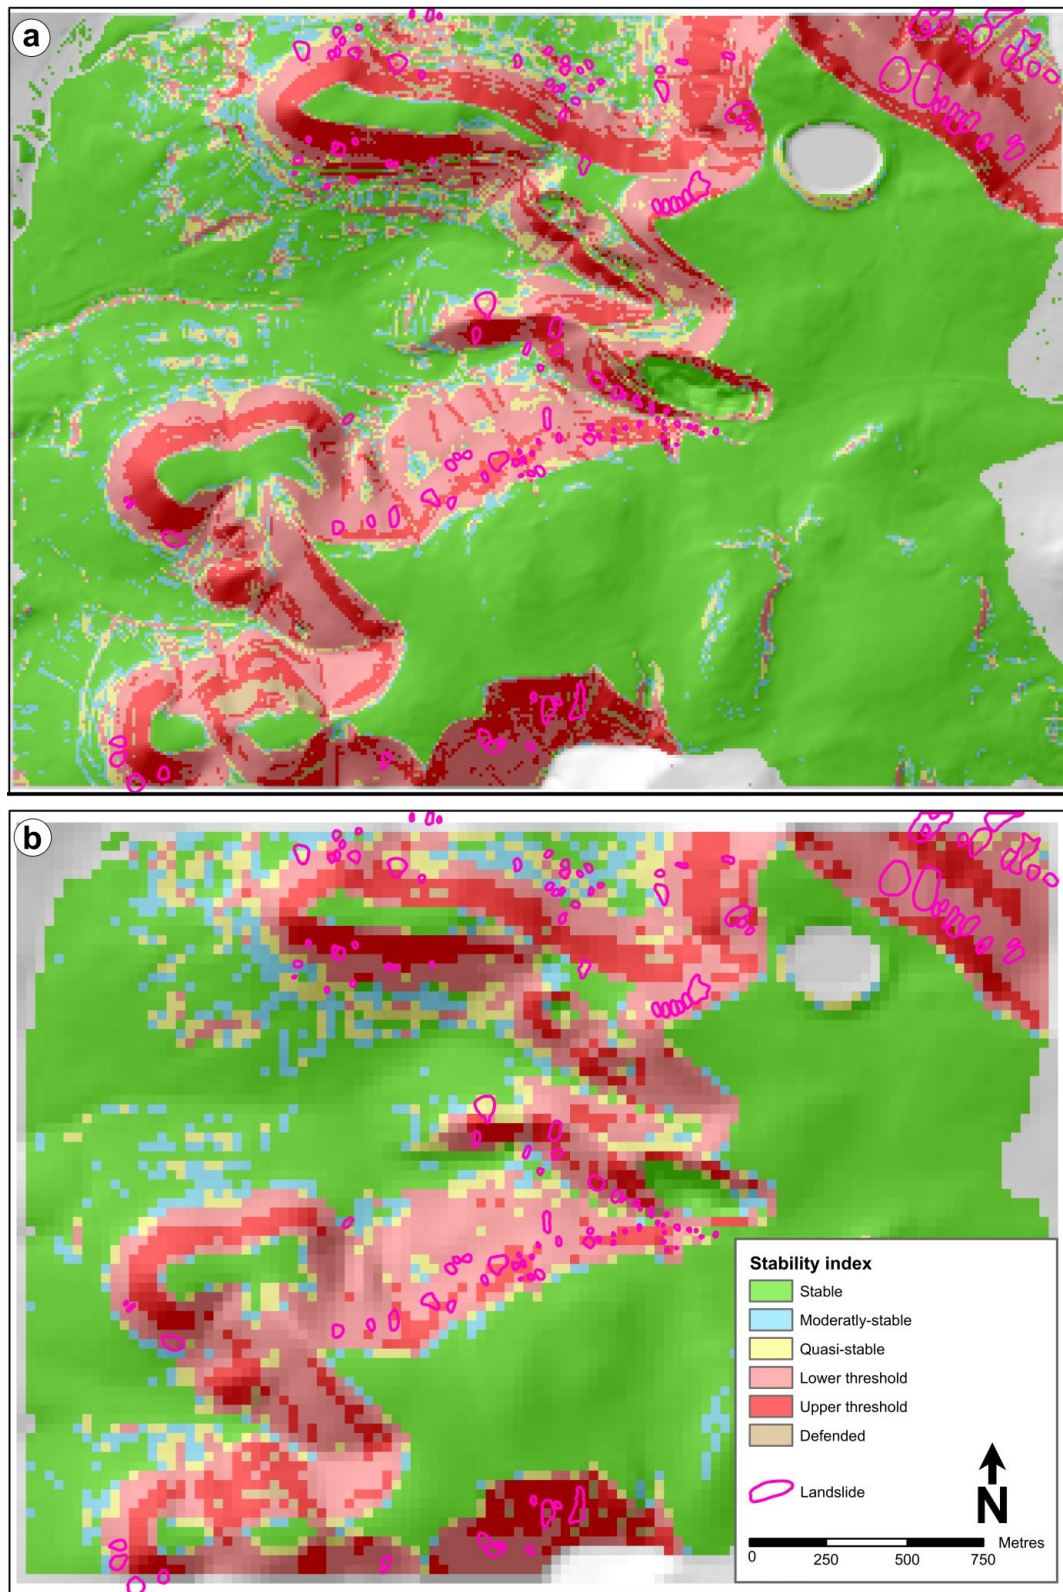 a
b
Stability index
Stable
Moderatly-stable
Quasi-stable
Lower threshold
Upper threshold
Defended
Landslide
N
Metres
0 250 500 750